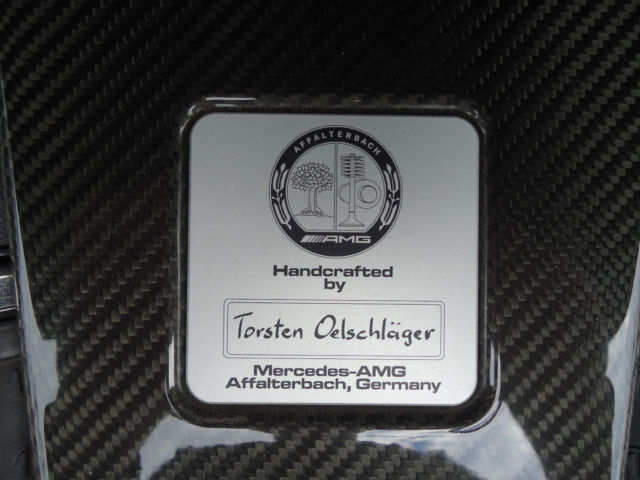 AFFALTERBACH
AMG
Handcrafted
by
Torsten Oelschläger
Mercedes-AMG
Affalterbach, Germany